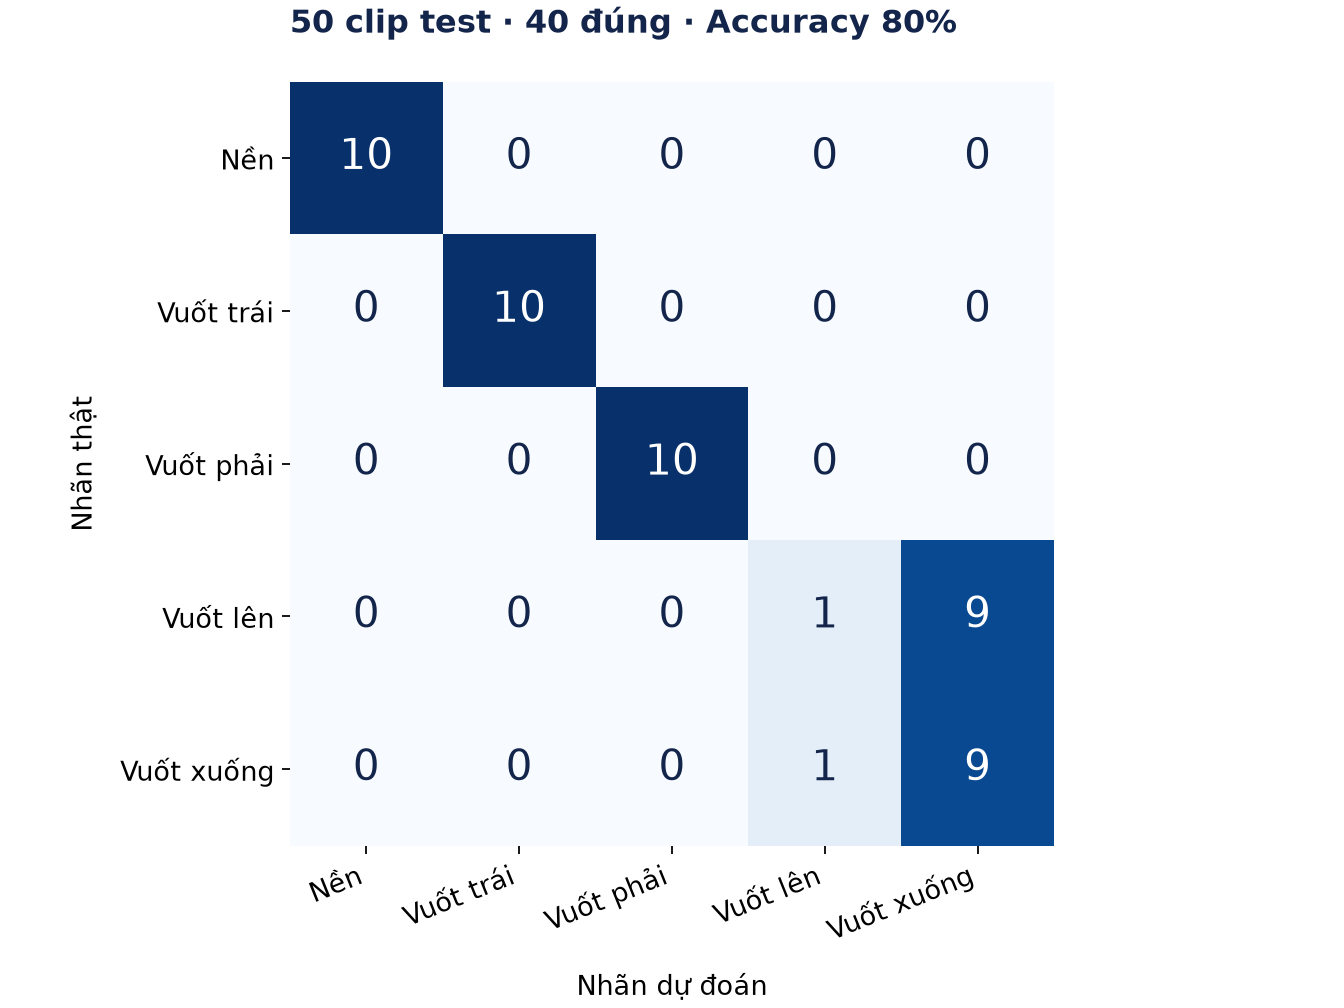 50 clip test · 40 đúng · Accuracy 80%
Nền 10 0 0 0 0
Vuốt trái 0 10 0 0 0
Vuốt phải 0 0 10 0 0
Vuốt lên 0 0 0 1 9
Vuốt xuống 0 0 0 1 9
Nhãn thật
Nền Vuốt trái Vuốt phải Vuốt lên Vuốt xuống
Nhãn dự đoán